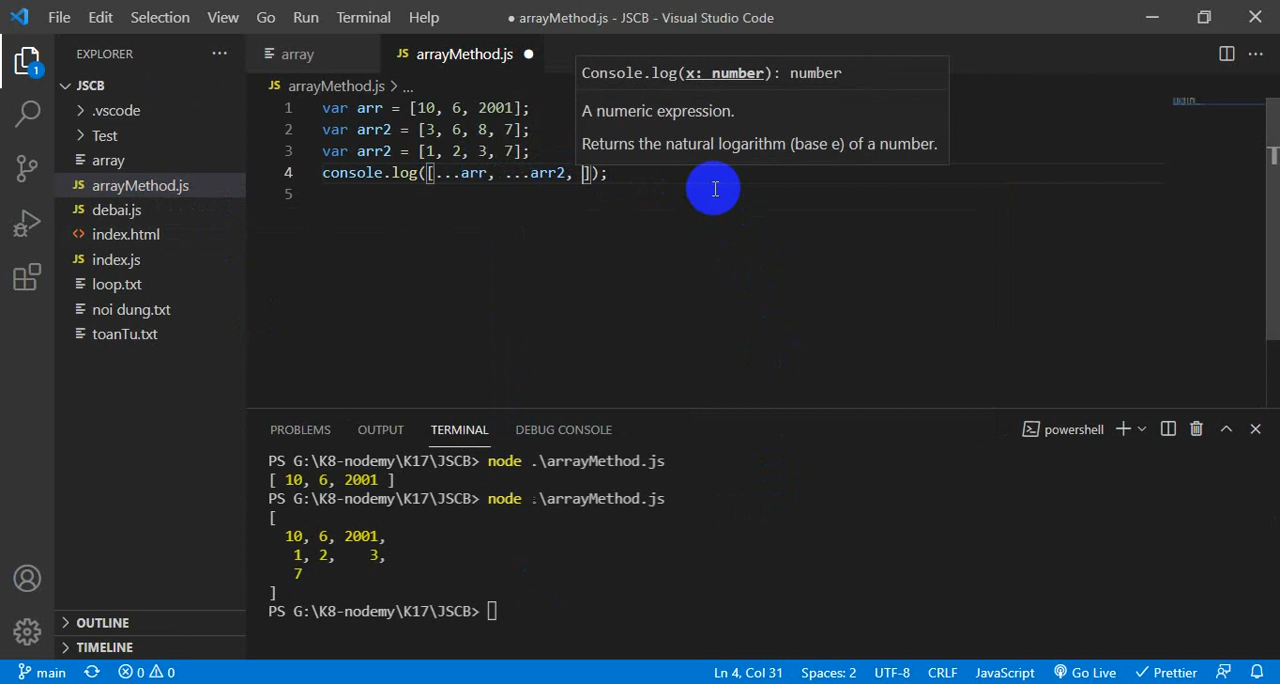 File Edit Selection View Go Run Terminal Help ● arrayMethod.js - JSCB - Visual Studio Code
EXPLORER ...
array
JS arrayMethod.js ●
JS arrayMethod.js > ...
1
JSCB
.vscode
Test
array
JS arrayMethod.js
JS debai.js
<> index.html
JS index.js
loop.txt
noi dung.txt
toanTu.txt
OUTLINE
TIMELINE
1 var arr = [10, 6, 2001];
2 var arr2 = [3, 6, 8, 7];
3 var arr2 = [1, 2, 3, 7];
4 console.log([...arr, ...arr2, ]);
5
Console.log(x: number): number
A numeric expression.
Returns the natural logarithm (base e) of a number.
PROBLEMS OUTPUT TERMINAL DEBUG CONSOLE powershell
PS G:\K8-nodemy\K17\JSCB> node .\arrayMethod.js
[ 10, 6, 2001 ]
PS G:\K8-nodemy\K17\JSCB> node .\arrayMethod.js
[
10, 6, 2001,
1, 2, 3,
7
]
PS G:\K8-nodemy\K17\JSCB>
main 0 0 Ln 4, Col 31 Spaces: 2 UTF-8 CRLF JavaScript Go Live Prettier